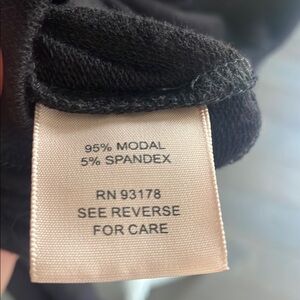 95% MODAL
5% SPANDEX
RN 93178
SEE REVERSE
FOR CARE